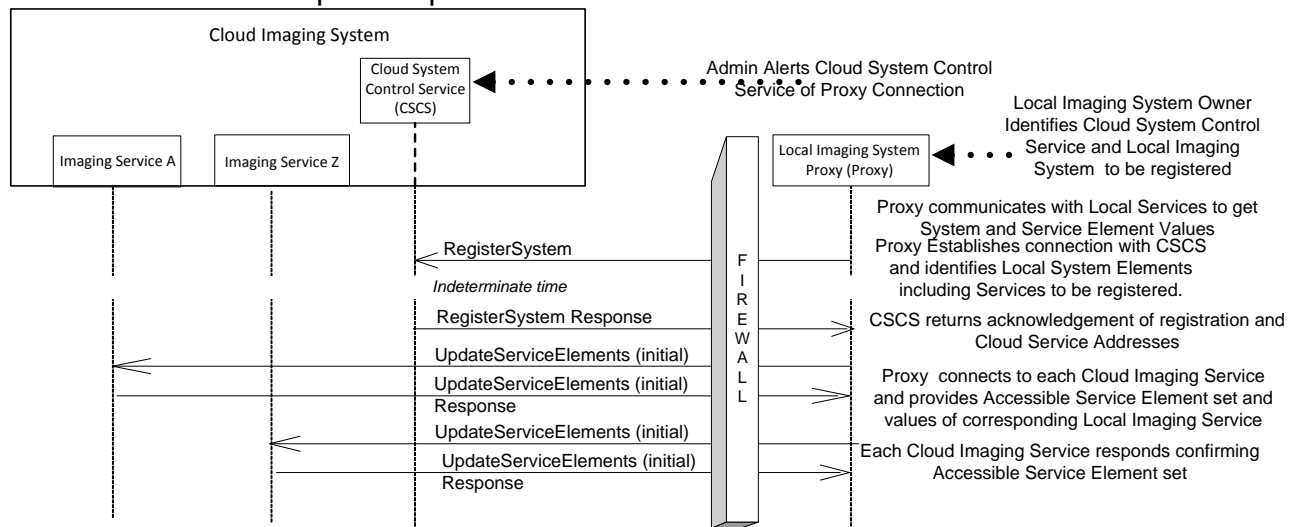 Cloud Imaging System
Cloud System
Control Service
(CSCS)
Admin Alerts Cloud System Control
Service of Proxy Connection
Local Imaging System Owner
Identifies Cloud System Control
Service and Local Imaging
System to be registered
Imaging Service A
Imaging Service Z
Local Imaging System
Proxy (Proxy)
Proxy communicates with Local Services to get
System and Service Element Values
RegisterSystem
Proxy Establishes connection with CSCS
and identifies Local System Elements
including Services to be registered.
F
I
R
E
W
A
L
L
Indeterminate time
RegisterSystem Response
CSCS returns acknowledgement of registration and
Cloud Service Addresses
UpdateServiceElements (initial)
UpdateServiceElements (initial)
Response
Proxy connects to each Cloud Imaging Service
and provides Accessible Service Element set and
values of corresponding Local Imaging Service
UpdateServiceElements (initial)
UpdateServiceElements (initial)
Response
Each Cloud Imaging Service responds confirming
Accessible Service Element set